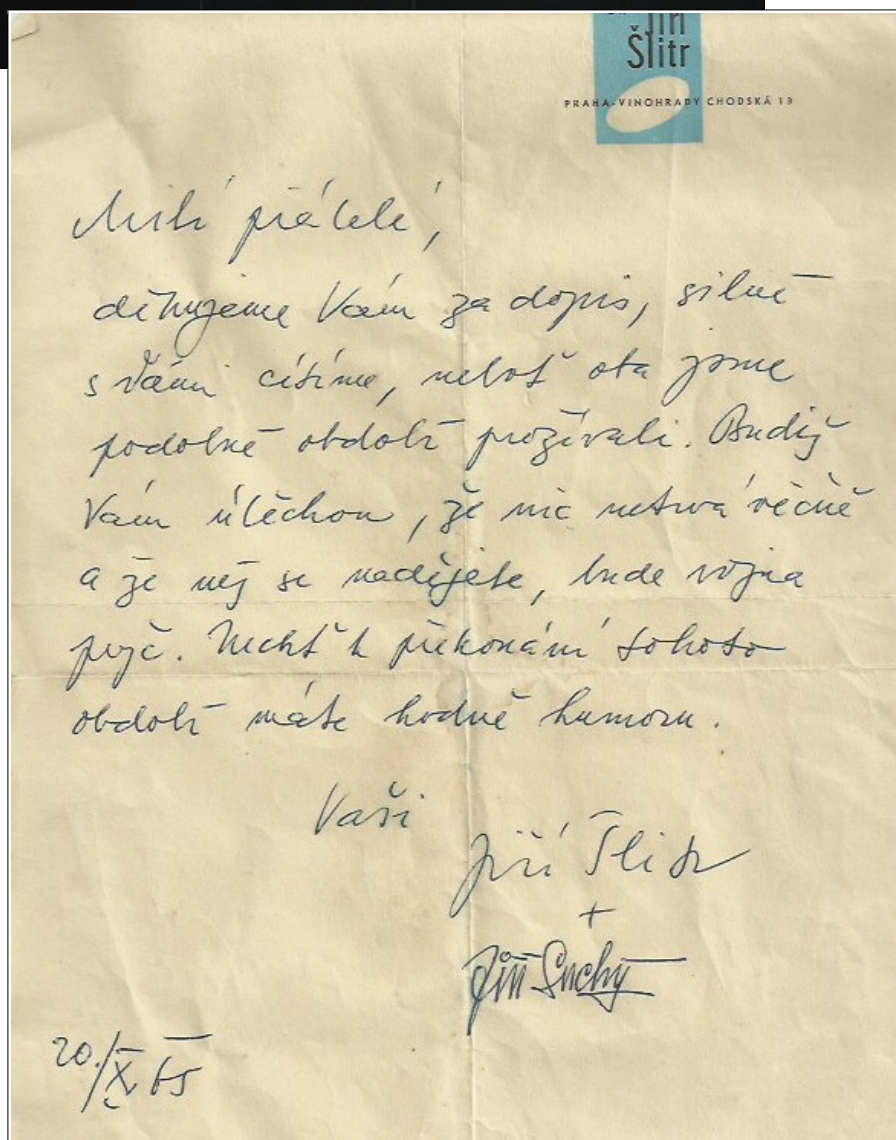 Jiří
Šlitr
PRAHA-VINOHRADY CHODSKÁ 13
Milí přátelé,
děkujeme Vám za dopis, silně
s Vámi cítíme, neboť oba jsme
podobné období prožívali. Budiž
Vám útěchou, že nic netrvá věčně
a že než se nadějete, bude vojna
pryč. Nechť k překonání tohoto
období máte hodně humoru.
Vaši
Jiří Šlitr
+
Jiří Suchý
20./X. 65